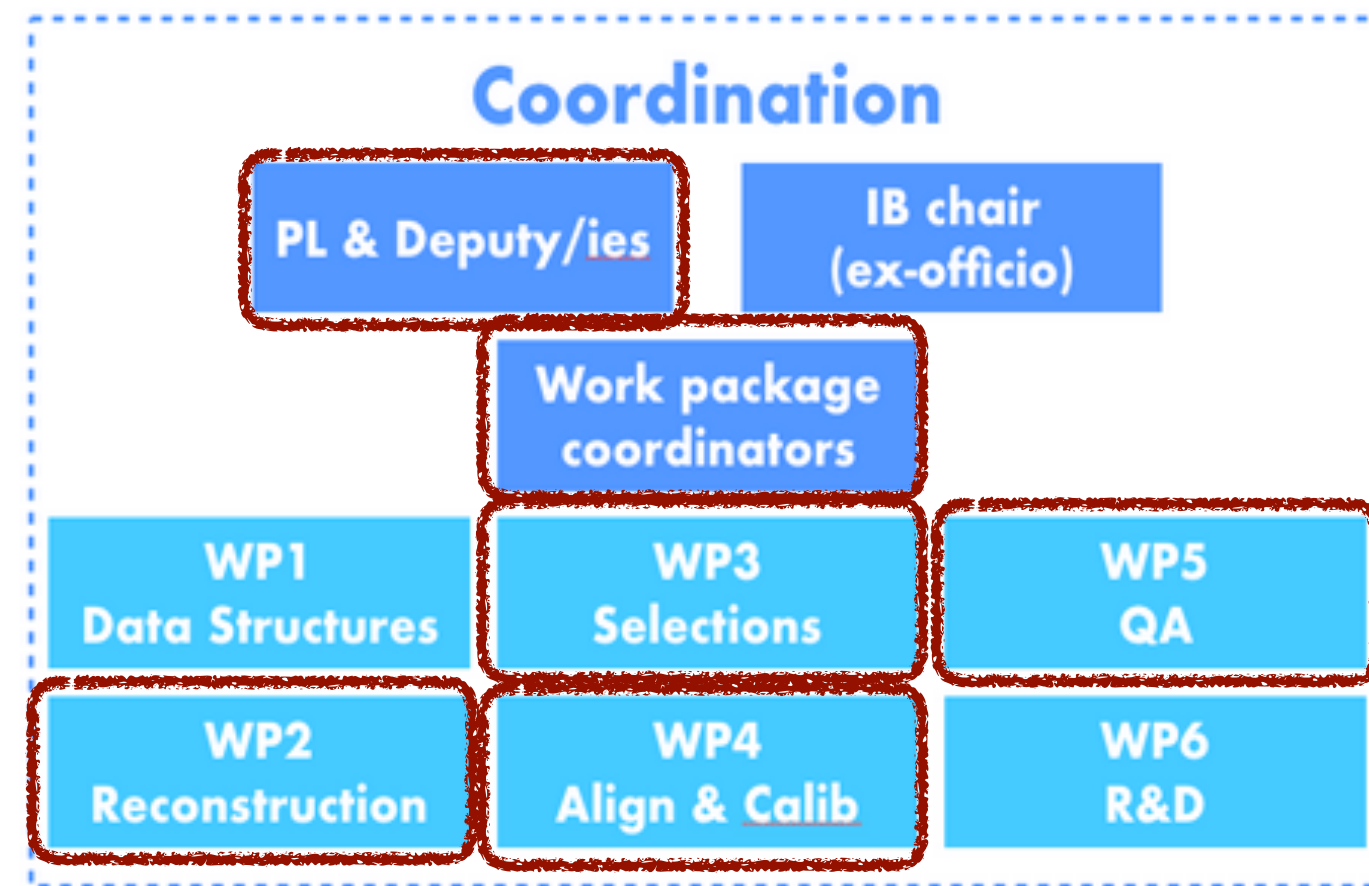 Coordination
PL & Deputy/ies
IB chair
(ex-officio)
Work package
coordinators
WP1
Data Structures
WP3
Selections
WP5
QA
WP2
Reconstruction
WP4
Align & Calib
WP6
R&D